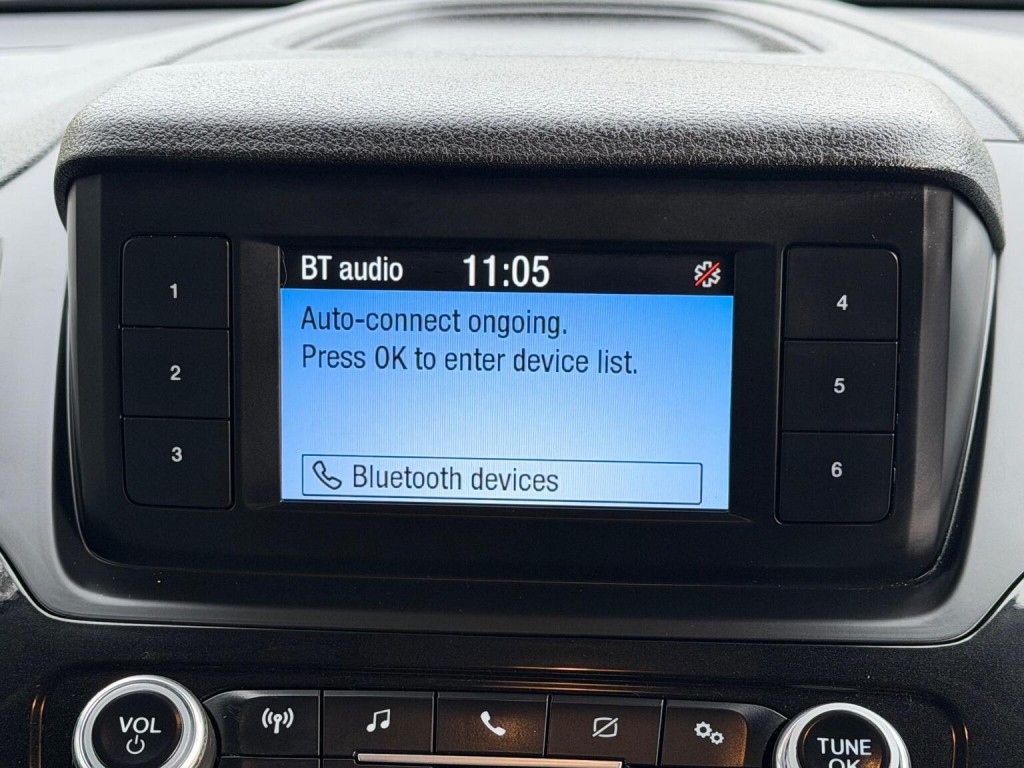 BT audio 11:05
1
2
3
4
5
6
Auto-connect ongoing.
Press OK to enter device list.
Bluetooth devices
VOL
TUNE
OK